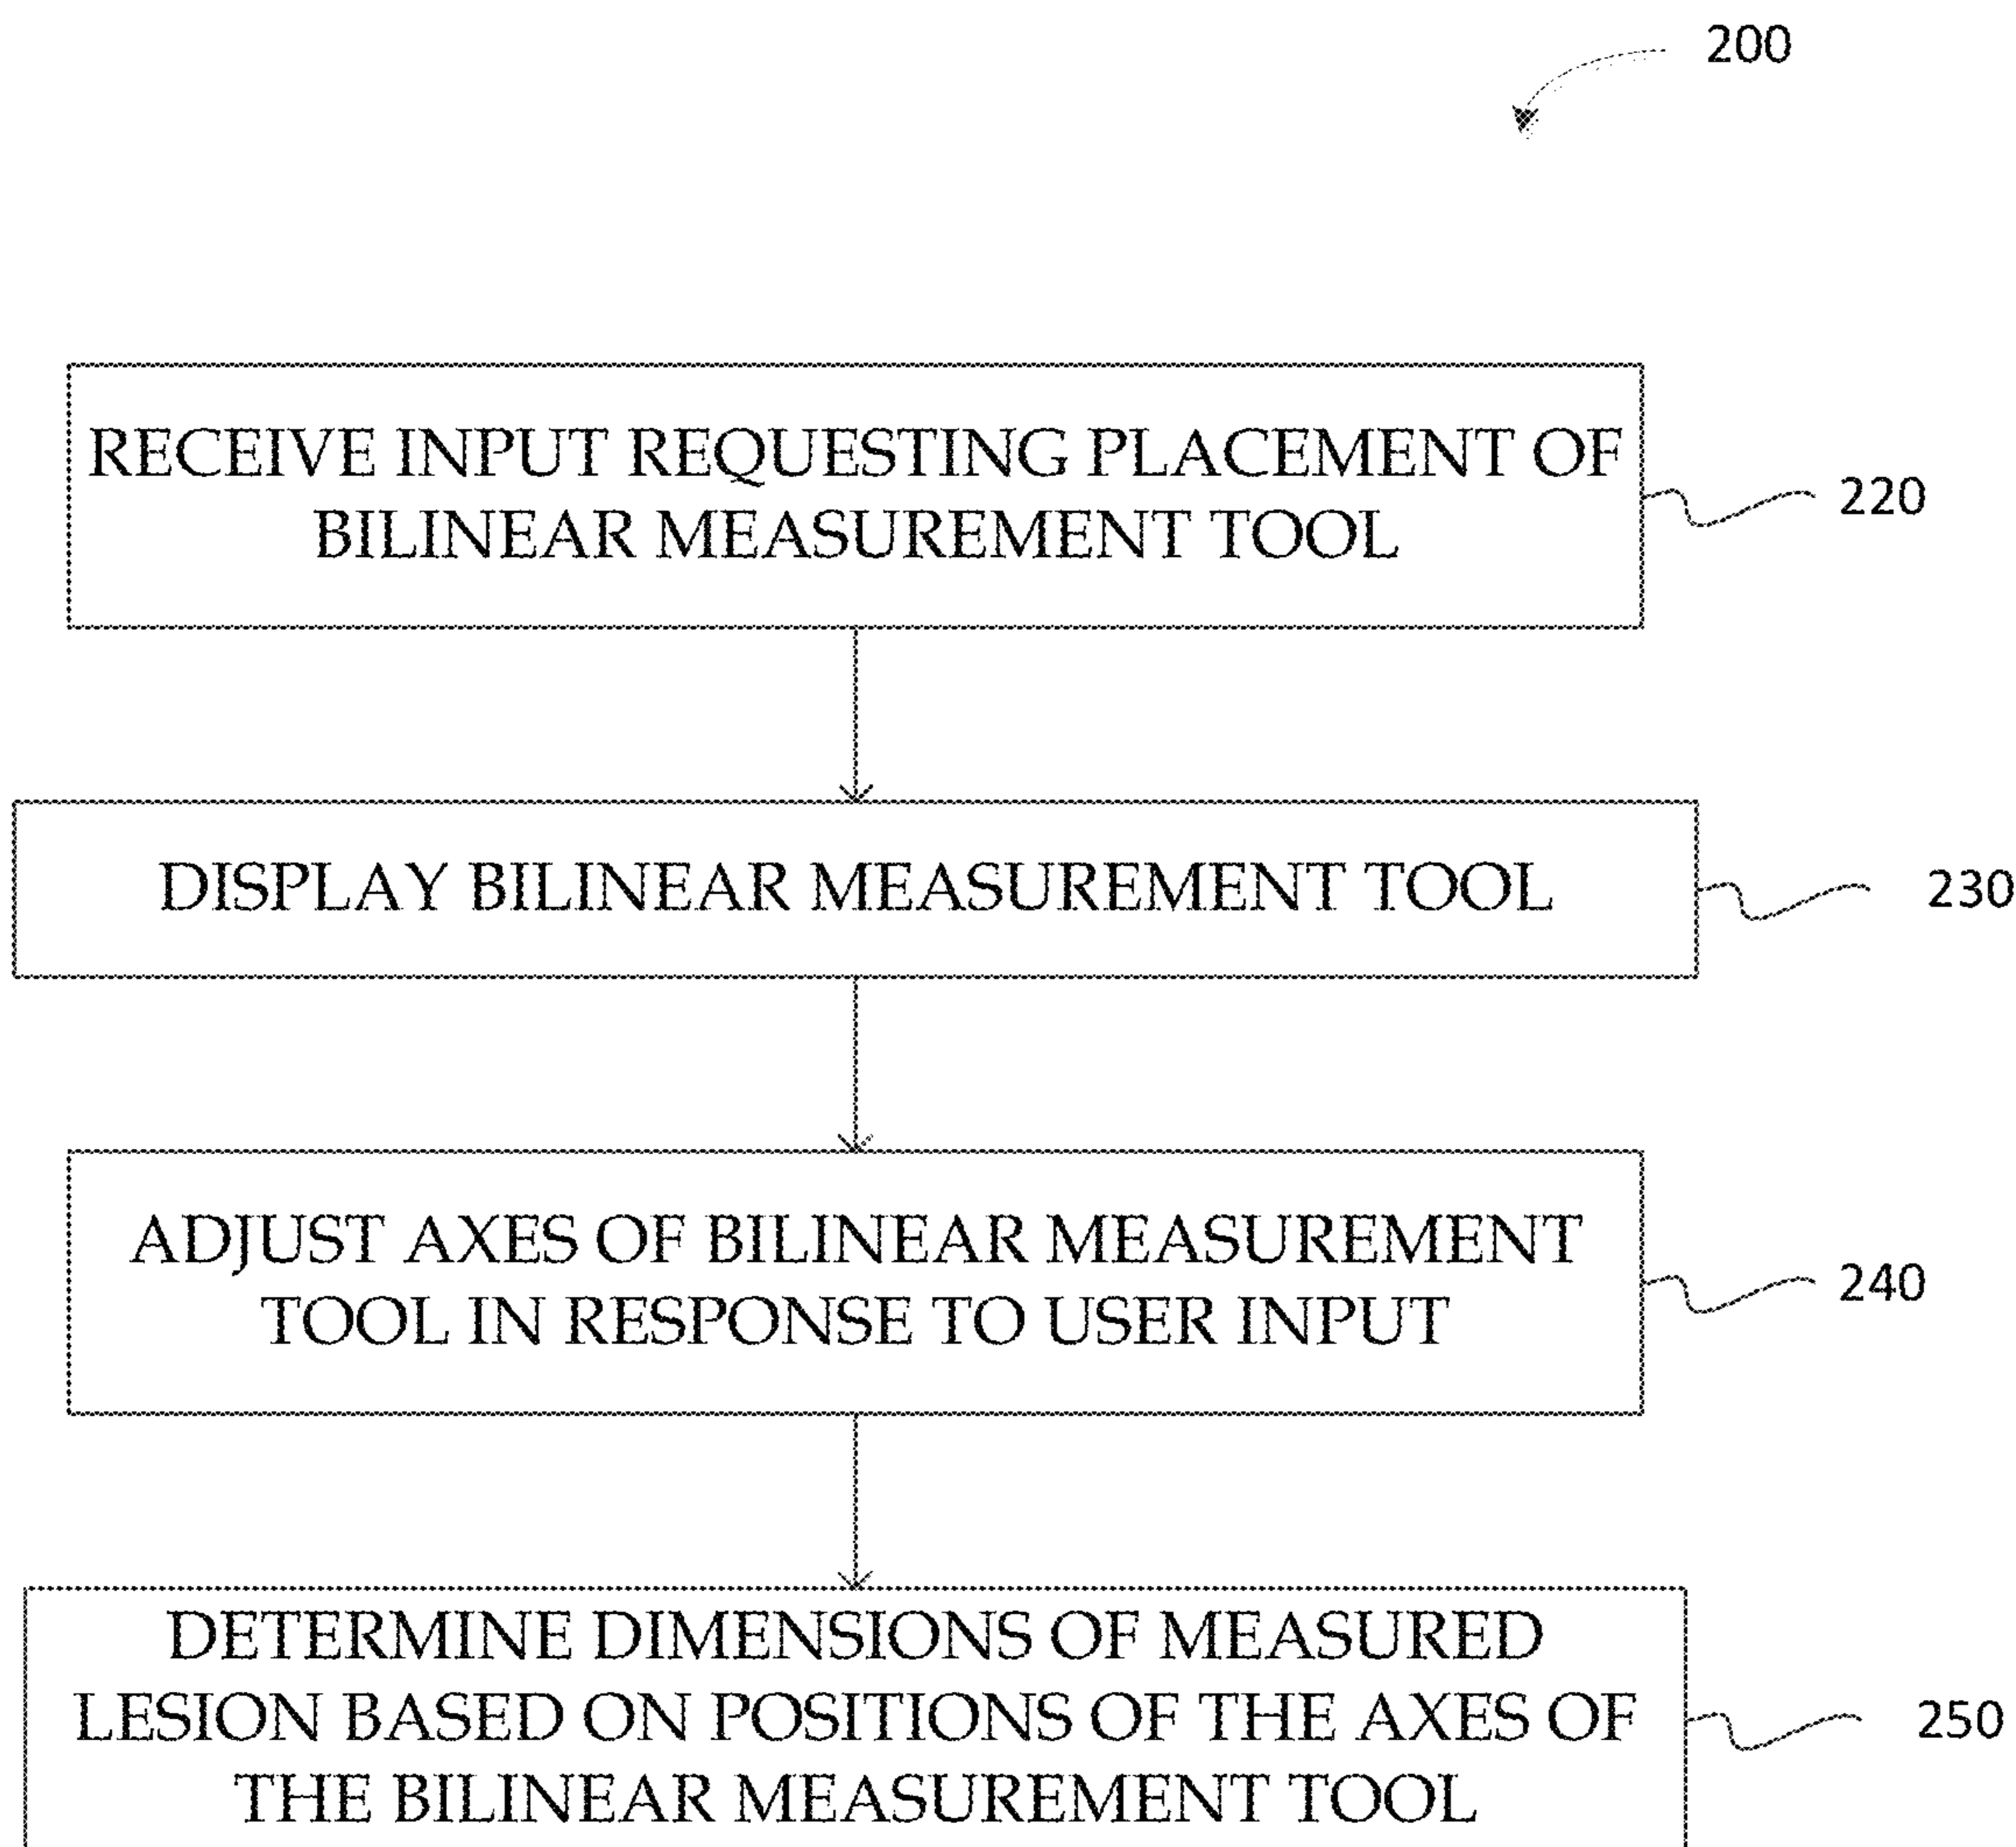 200
RECEIVE INPUT REQUESTING PLACEMENT OF
BILINEAR MEASUREMENT TOOL
220
DISPLAY BILINEAR MEASUREMENT TOOL
230
ADJUST AXES OF BILINEAR MEASUREMENT
TOOL IN RESPONSE TO USER INPUT
240
DETERMINE DIMENSIONS OF MEASURED
LESION BASED ON POSITIONS OF THE AXES OF
THE BILINEAR MEASUREMENT TOOL
250